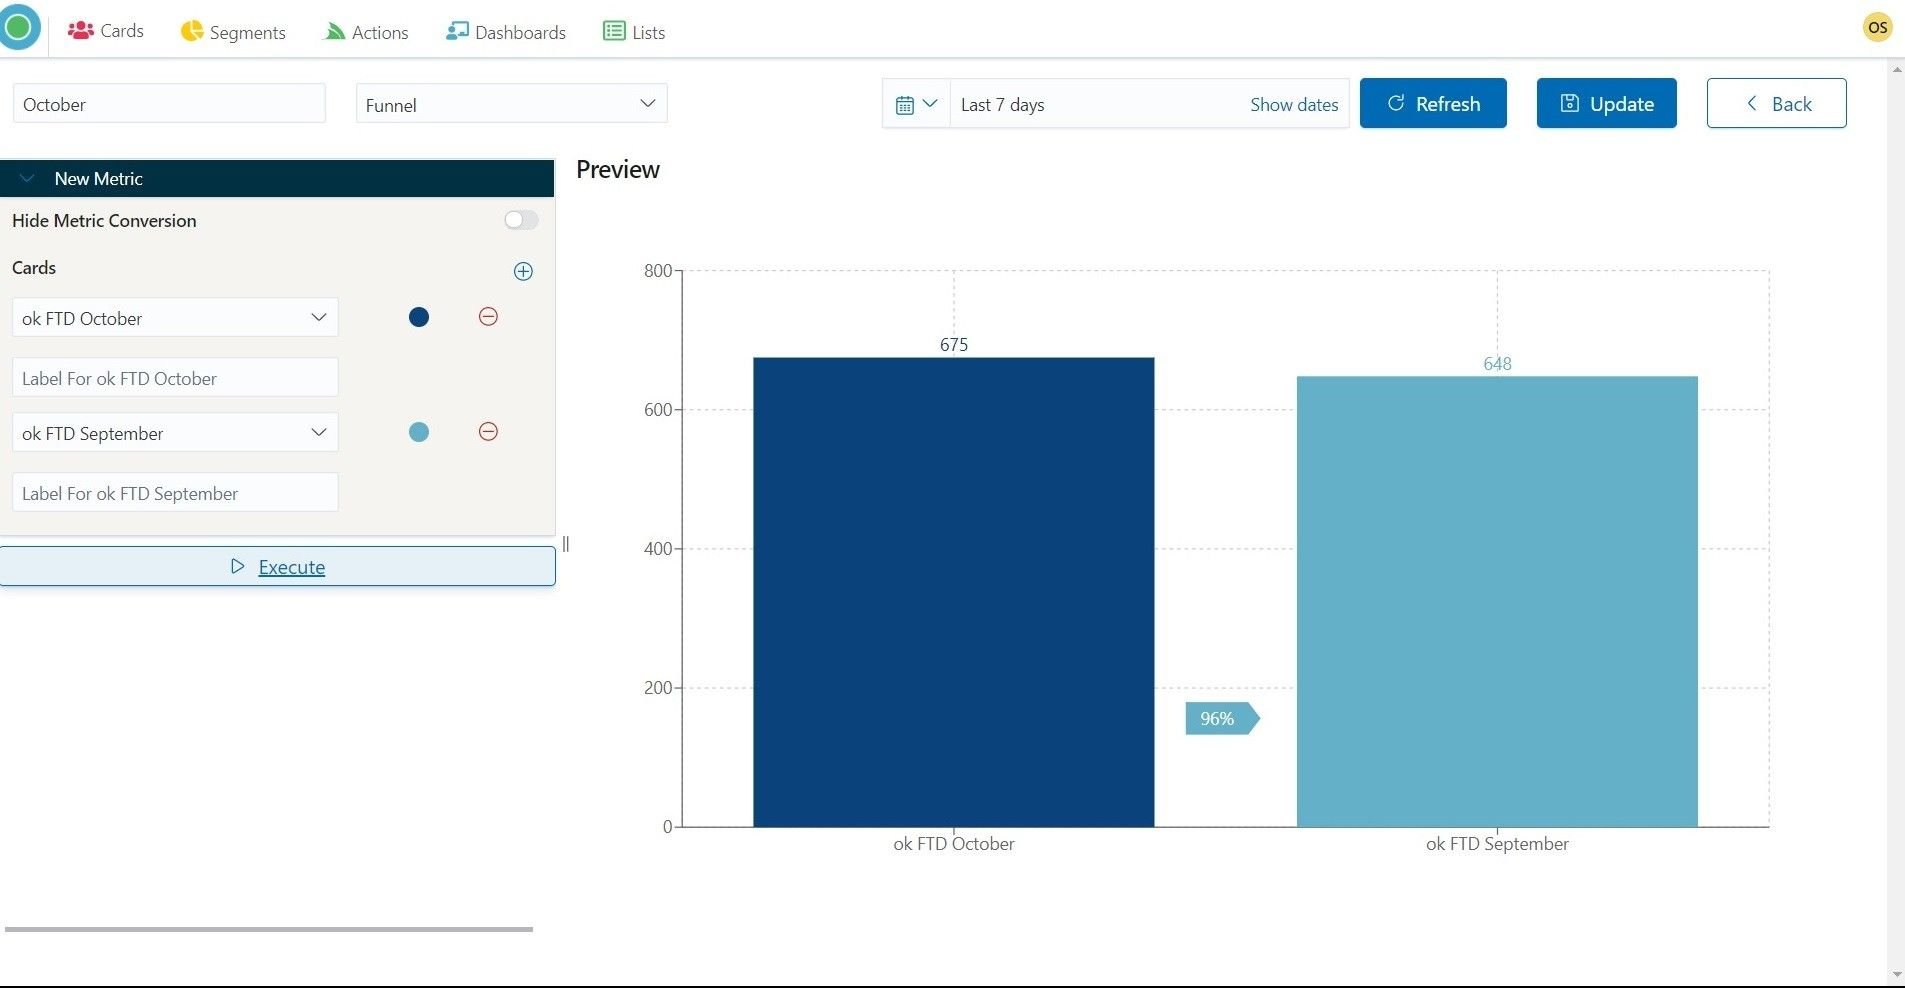 Cards
Segments
Actions
Dashboards
Lists
OS
October
Funnel
Last 7 days
Show dates
Refresh
Update
Back
New Metric
Hide Metric Conversion
Cards
ok FTD October
Label For ok FTD October
ok FTD September
Label For ok FTD September
Execute
Preview
800
600
400
200
0
675
648
96%
ok FTD October
ok FTD September